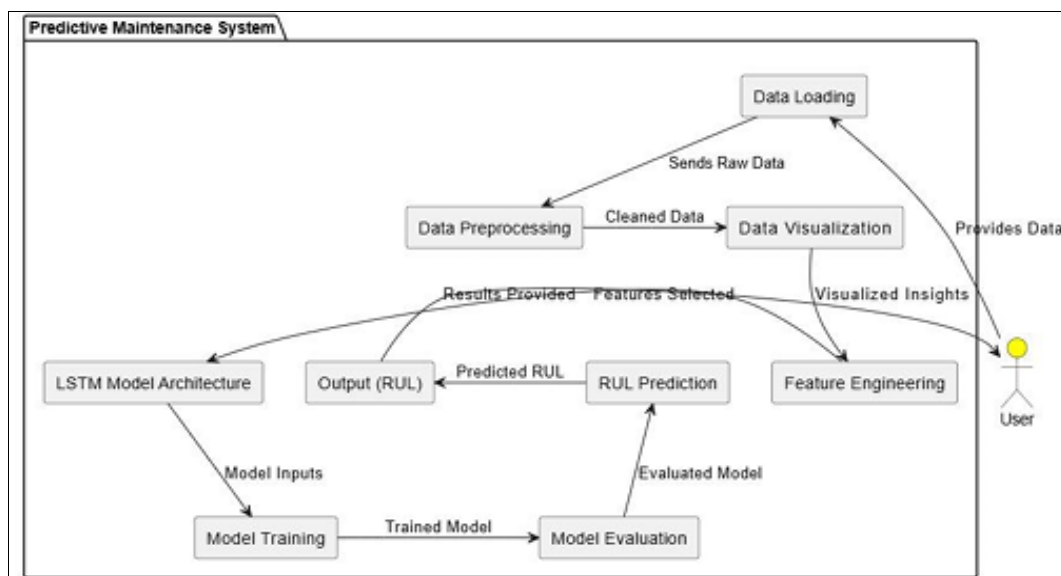 Predictive Maintenance System
Data Loading
Sends Raw Data
Data Preprocessing
Cleaned Data
Data Visualization
Provides Data
Results Provided
Features Selected
Visualized Insights
LSTM Model Architecture
Output (RUL)
Predicted RUL
RUL Prediction
Feature Engineering
User
Model Inputs
Evaluated Model
Model Training
Trained Model
Model Evaluation